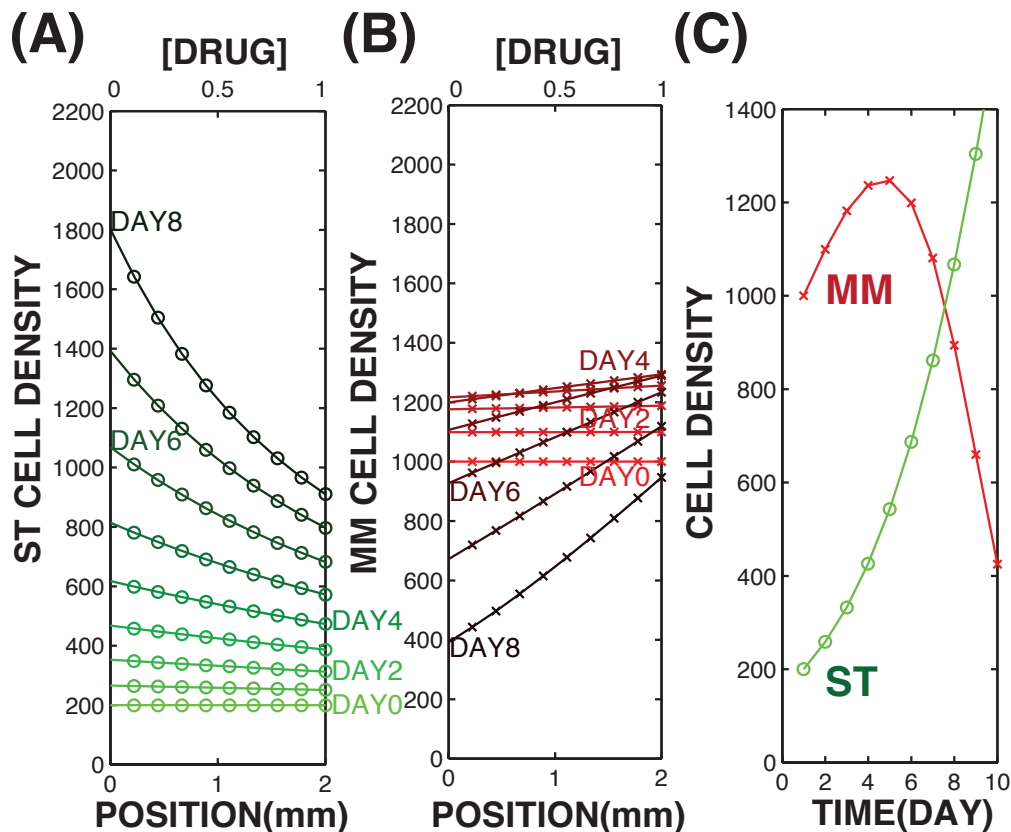 (A)
[DRUG]
0 0.5 1
2200
2000
1800
1600
1400
1200
1000
800
600
400
200
0
ST CELL DENSITY
DAY8
DAY6
DAY4
DAY2
DAY0
0 1 2
POSITION(mm)
(B)
[DRUG]
0 0.5 1
2200
2000
1800
1600
1400
1200
1000
800
600
400
200
0
MM CELL DENSITY
DAY4
DAY2
DAY0
DAY6
DAY8
0 1 2
POSITION(mm)
(C)
1400
1200
1000
800
600
400
200
0
CELL DENSITY
MM
ST
0 2 4 6 8 10
TIME(DAY)